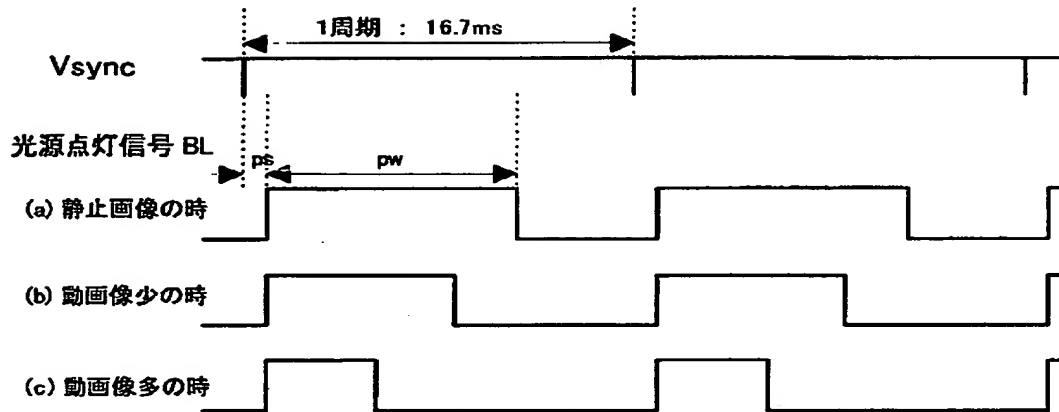 1周期 : 16.7ms
Vsync
光源点灯信号 BL
ps
pw
(a) 静止画像の時
(b) 動画像少の時
(c) 動画像多の時